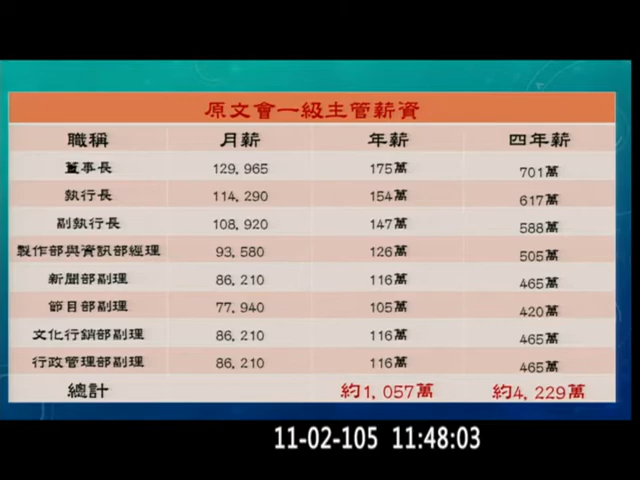 原文會一級主管薪資
職稱 月薪 年薪 四年薪
董事長 129,965 175萬 701萬
執行長 114,290 154萬 617萬
副執行長 108,920 147萬 588萬
製作部與資訊部經理 93,580 126萬 505萬
新聞部副理 86,210 116萬 465萬
節目部副理 77,940 105萬 420萬
文化行銷部副理 86,210 116萬 465萬
行政管理部副理 86,210 116萬 465萬
總計 約1,057萬 約4,229萬
11-02-105 11:48:03